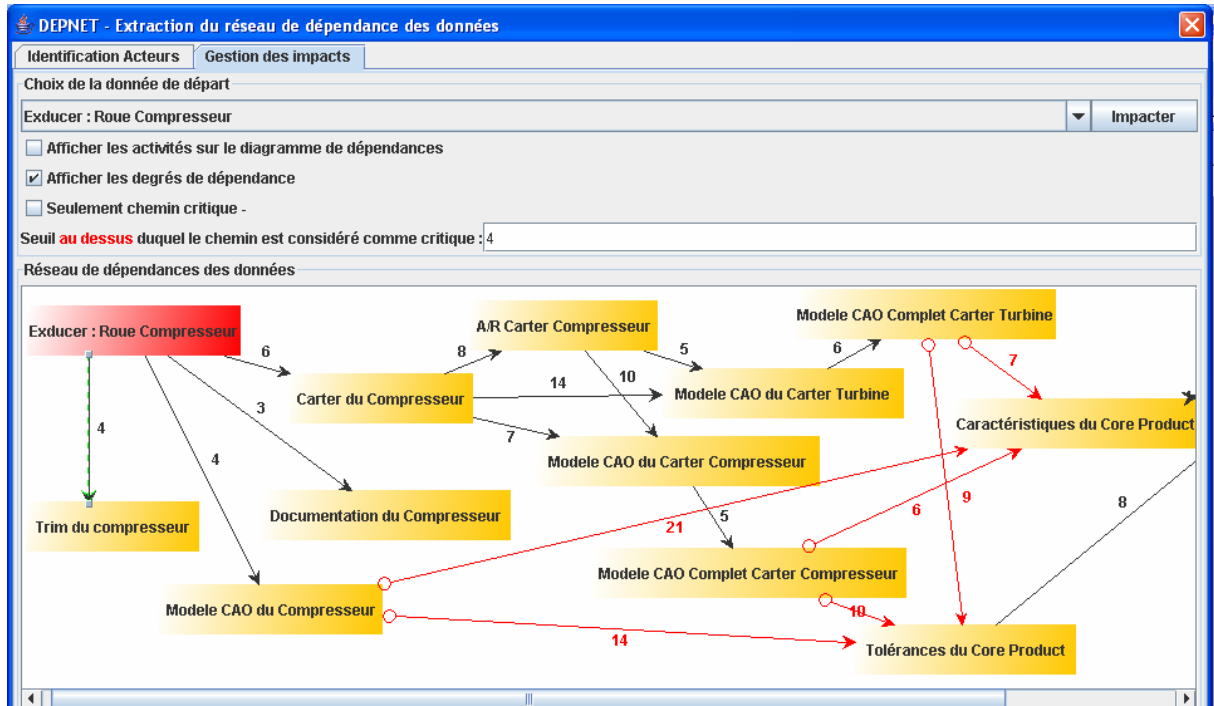 DEPNET - Extraction du réseau de dépendance des données
Identification Acteurs
Gestion des impacts
Choix de la donnée de départ
Exducer : Roue Compresseur
Impacter
Afficher les activités sur le diagramme de dépendances
Afficher les degrés de dépendance
Seulement chemin critique -
Seuil au dessus duquel le chemin est considéré comme critique : 4
Réseau de dépendances des données
Modele CAO Complet Carter Turbine
A/R Carter Compresseur
Exducer : Roue Compresseur
6
8
5
6
7
10
14
Modele CAO du Carter Turbine
Carter du Compresseur
3
Caractéristiques du Core Product
4
7
4
Modele CAO du Carter Compresseur
9
8
6
Documentation du Compresseur
5
21
Trim du compresseur
Modele CAO Complet Carter Compresseur
Modele CAO du Compresseur
10
14
Tolérances du Core Product